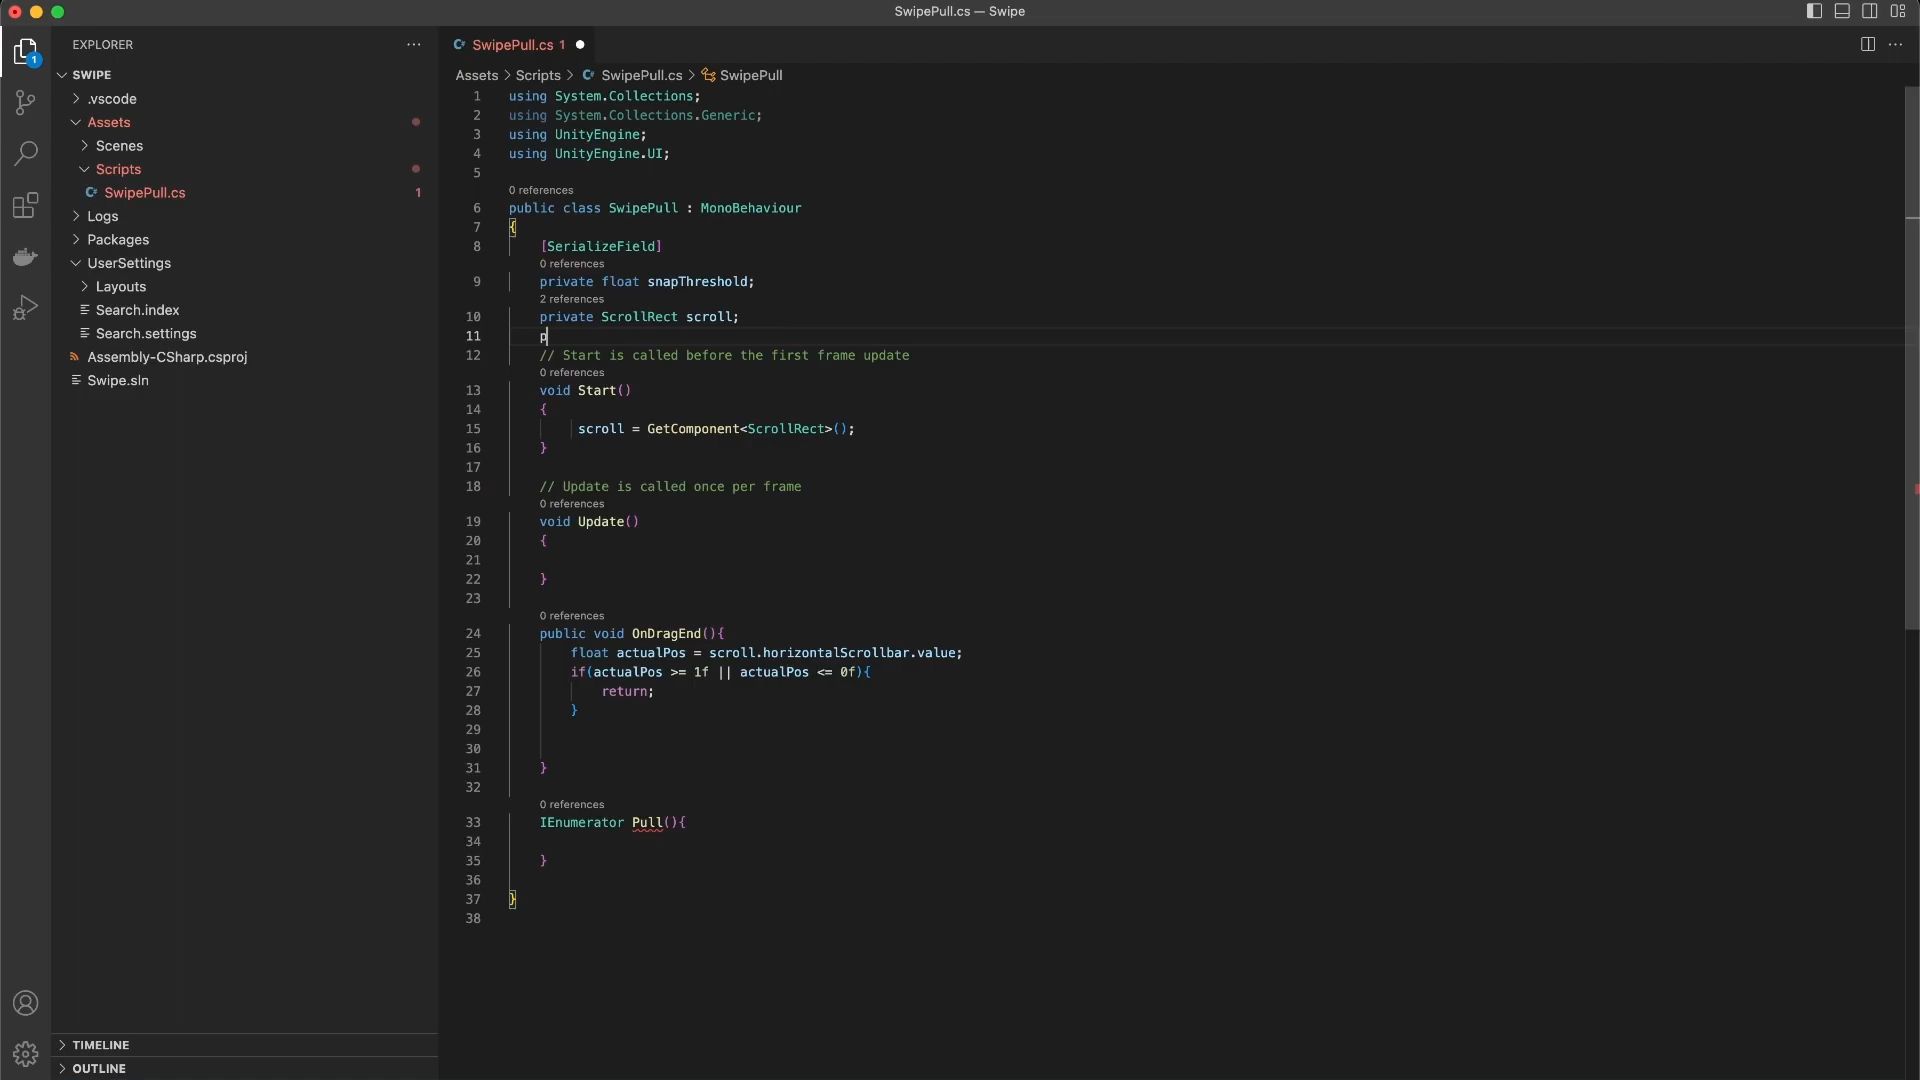 SwipePull.cs — Swipe
EXPLORER
1
SWIPE
.vscode
Assets
Scenes
Scripts
SwipePull.cs 1
Logs
Packages
UserSettings
Layouts
Search.index
Search.settings
Assembly-CSharp.csproj
Swipe.sln
TIMELINE
OUTLINE
SwipePull.cs 1
Assets > Scripts > SwipePull.cs > SwipePull
1 using System.Collections;
2 using System.Collections.Generic;
3 using UnityEngine;
4 using UnityEngine.UI;
5
0 references
6 public class SwipePull : MonoBehaviour
7 {
8 [SerializeField]
0 references
9 private float snapThreshold;
2 references
10 private ScrollRect scroll;
11 p
12 // Start is called before the first frame update
0 references
13 void Start()
14 {
15 scroll = GetComponent<ScrollRect>();
16 }
17
18 // Update is called once per frame
0 references
19 void Update()
20 {
21
22 }
23
0 references
24 public void OnDragEnd(){
25 float actualPos = scroll.horizontalScrollbar.value;
26 if(actualPos >= 1f || actualPos <= 0f){
27 return;
28 }
29
30
31 }
32
0 references
33 IEnumerator Pull(){
34
35 }
36
37 }
38